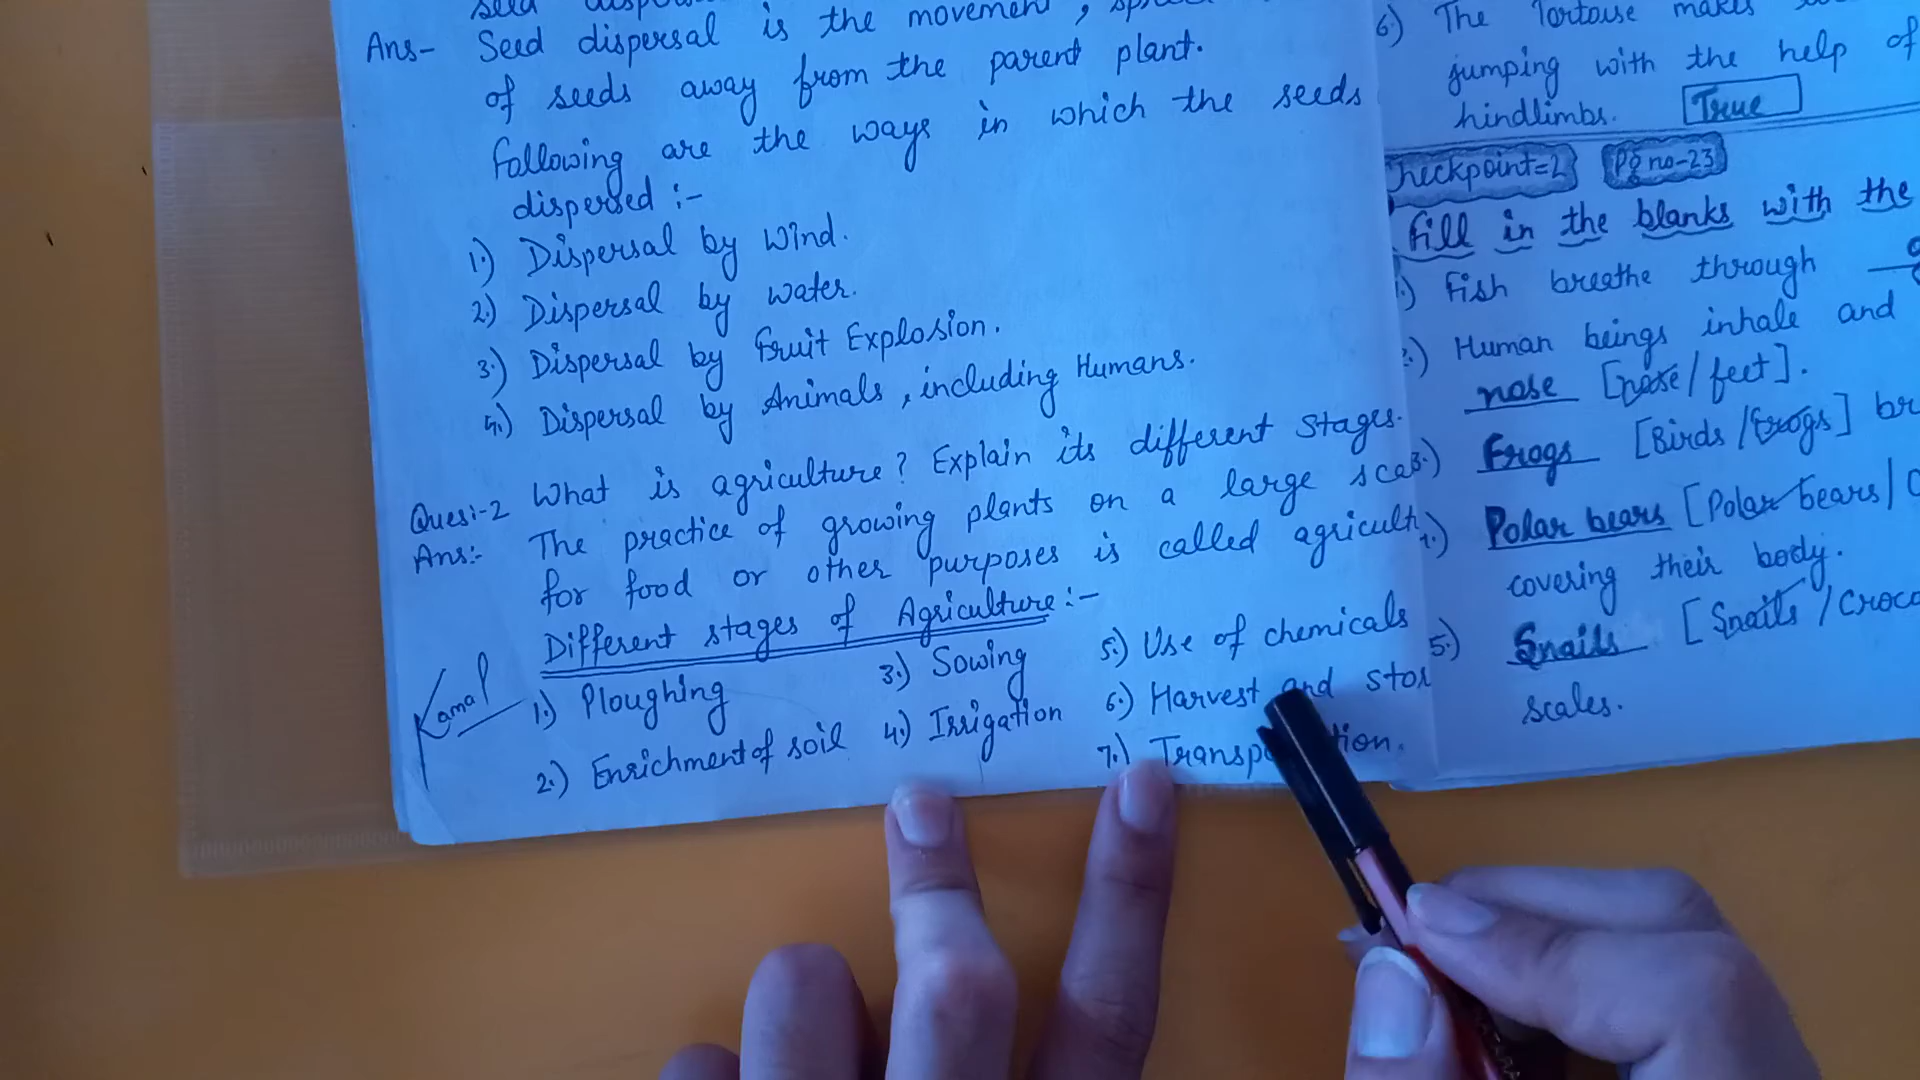 Ans- Seed dispersal is the movement,
of seeds away from the parent plant.
Following are the ways in which the seeds
dispersed :-
1.) Dispersal by Wind.
2.) Dispersal by water.
3.) Dispersal by Fruit Explosion.
4.) Dispersal by Animals, including Humans.
Ques:-2 What is agriculture? Explain its different stages.
Ans:- The practice of growing plants on a large sca
for food or other purposes is called agricult
Different stages of Agriculture :-
1.) Ploughing
2.) Enrichment of soil
3.) Sowing
4.) Irrigation
5.) Use of chemicals
6.) Harvest and stor
7.)
Kamal
6.) The Tortoise makes
jumping with the help of
hindlimbs. True
heckpoint=2 Pg no-23
Fill in the blanks with the
1.) Fish breathe through
2.) Human beings inhale and
nose [nose/feet].
3.) Frogs [Birds/Frogs] br
Polar bears [Polar bears/
covering their body.
5.) Snails [Snails/Croco
scales.